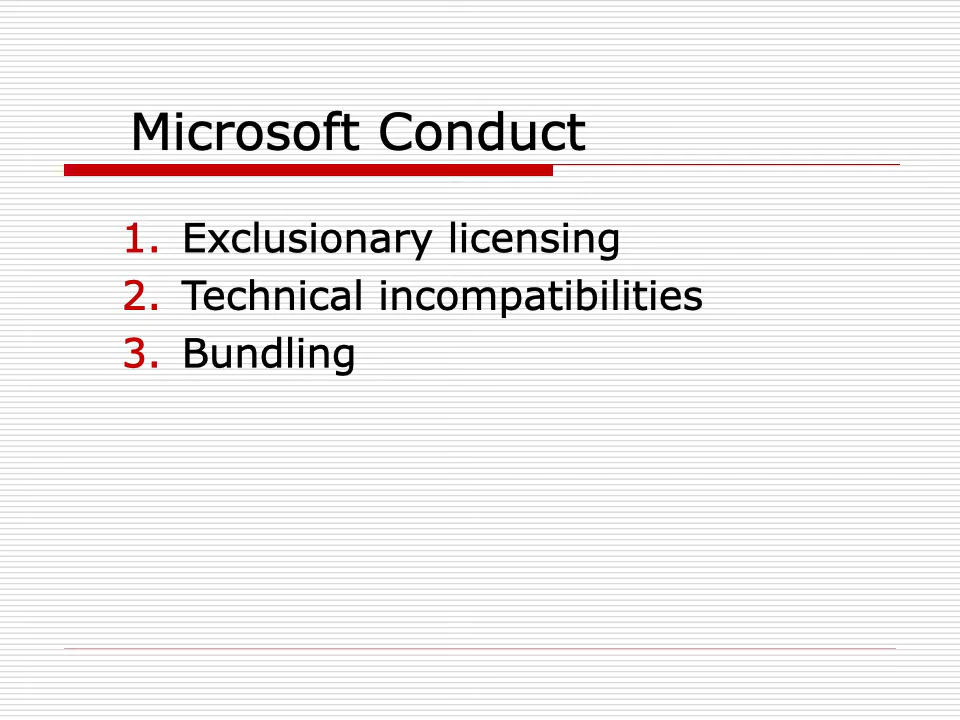 Microsoft Conduct
1. Exclusionary licensing
2. Technical incompatibilities
3. Bundling